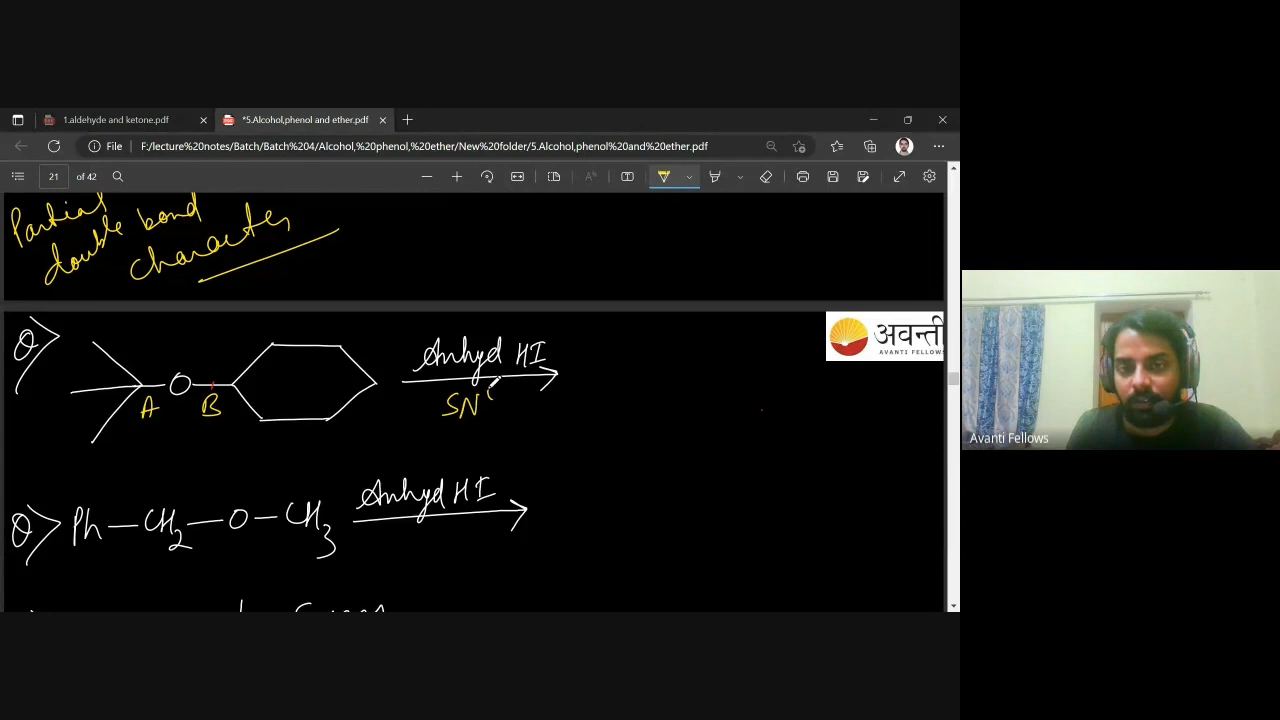 1.aldehyde and ketone.pdf
*5.Alcohol,phenol and ether.pdf
File
F:/lecture%20notes/Batch/Batch%204/Alcohol,%20phenol,%20ether/New%20folder/5.Alcohol,phenol%20and%20ether.pdf
21 of 42
Partial
double bond
character
Q> A O B Anhyd HI
SN
अवन्ती
AVANTI FELLOWS
Q> Ph-CH2-O-CH3 Anhyd HI
Avanti Fellows